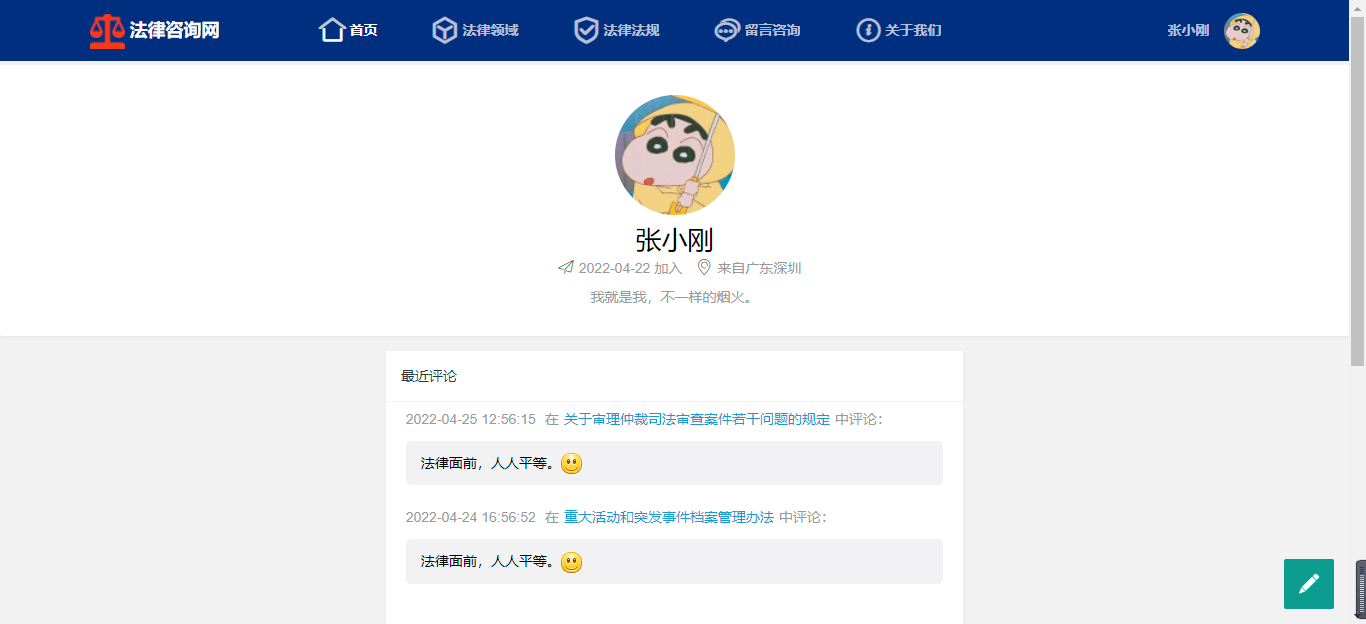 法律咨询网 首页 法律领域 法律法规 留言咨询 关于我们 张小刚
张小刚
2022-04-22 加入 来自广东深圳
我就是我，不一样的烟火。
最近评论
2022-04-25 12:56:15 在 关于审理仲裁司法审查案件若干问题的规定 中评论：
法律面前，人人平等。
2022-04-24 16:56:52 在 重大活动和突发事件档案管理办法 中评论：
法律面前，人人平等。